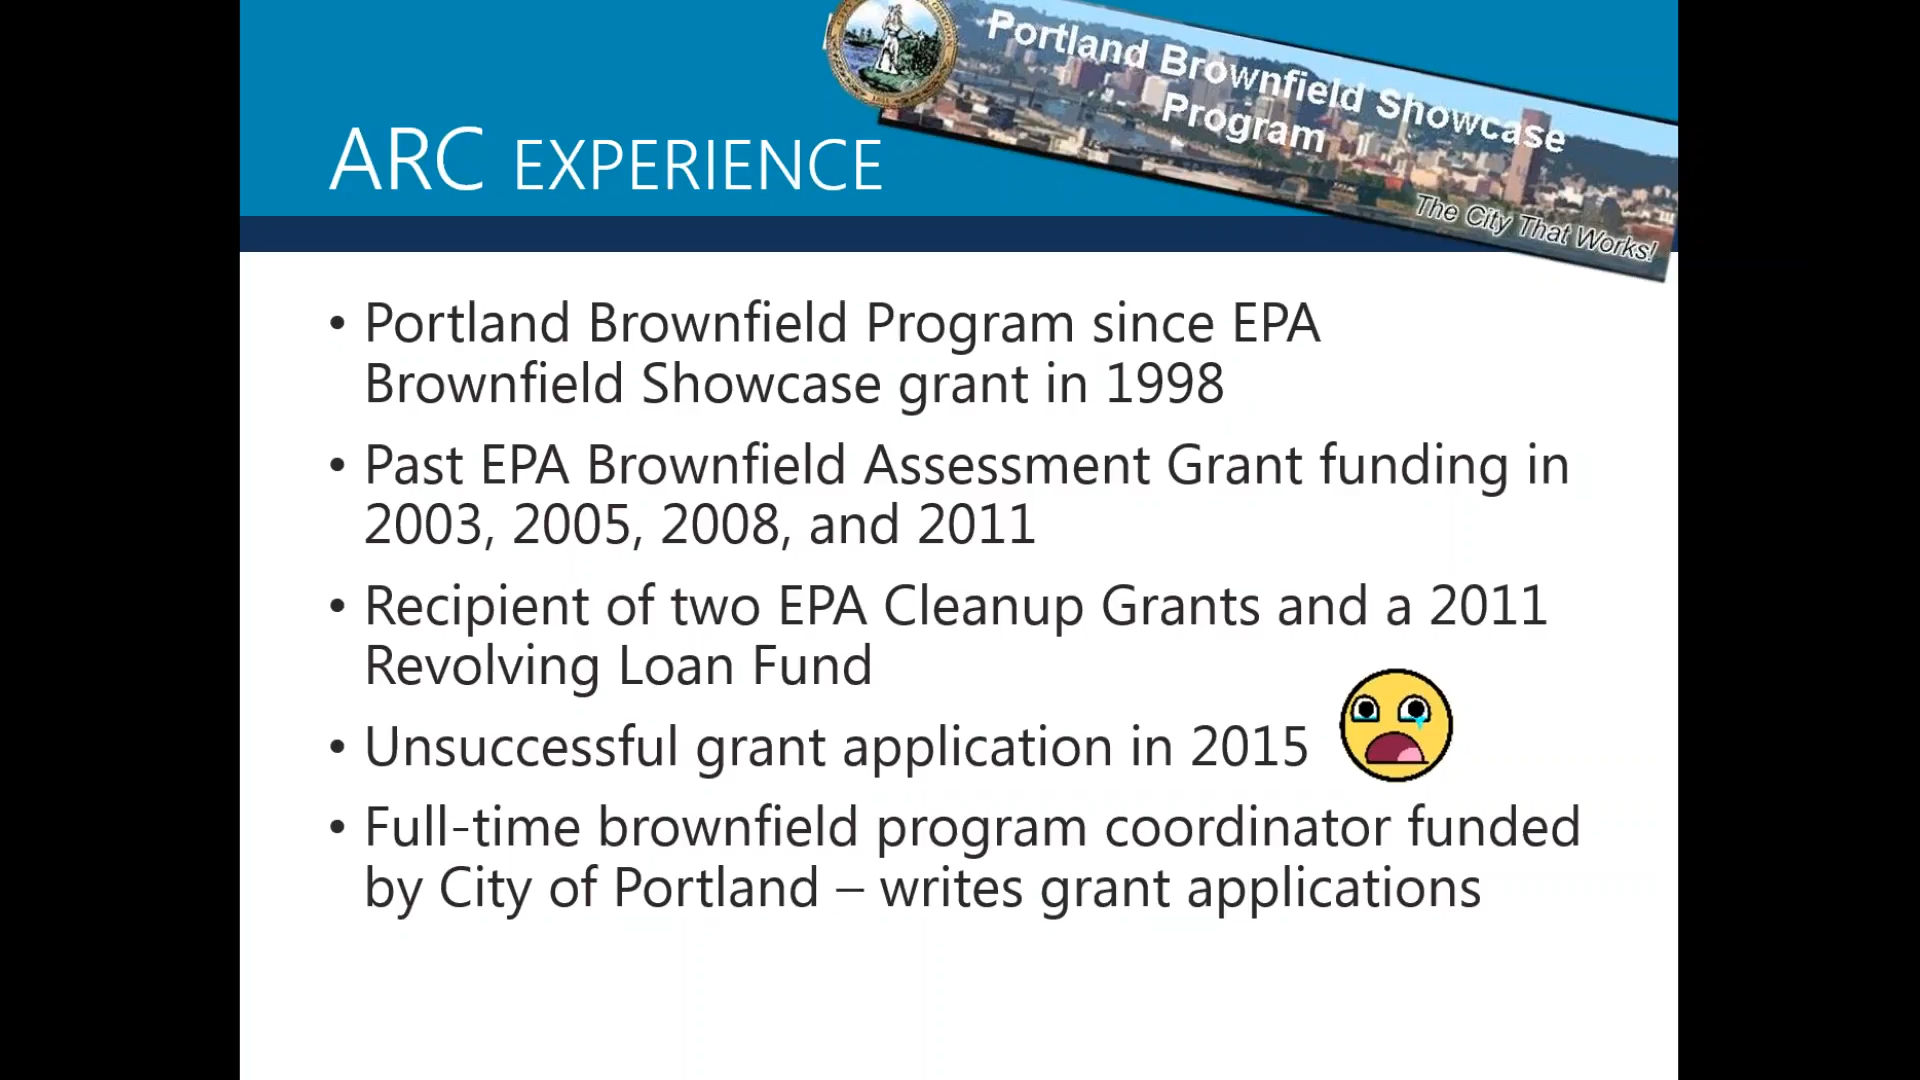 Portland Brownfield Showcase
Program
The City That Works!
ARC EXPERIENCE
• Portland Brownfield Program since EPA
Brownfield Showcase grant in 1998
• Past EPA Brownfield Assessment Grant funding in
2003, 2005, 2008, and 2011
• Recipient of two EPA Cleanup Grants and a 2011
Revolving Loan Fund
• Unsuccessful grant application in 2015
• Full-time brownfield program coordinator funded
by City of Portland – writes grant applications